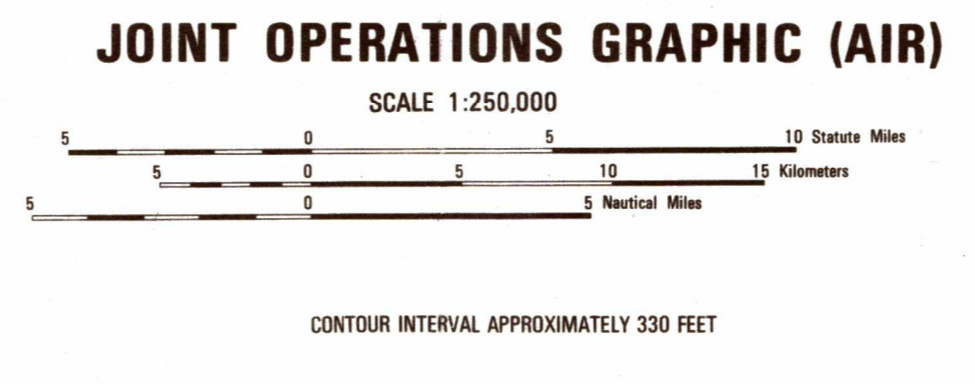 JOINT OPERATIONS GRAPHIC (AIR)
SCALE 1:250,000
5 0 5 10 Statute Miles
5 0 5 10 15 Kilometers
5 0 5 Nautical Miles
CONTOUR INTERVAL APPROXIMATELY 330 FEET